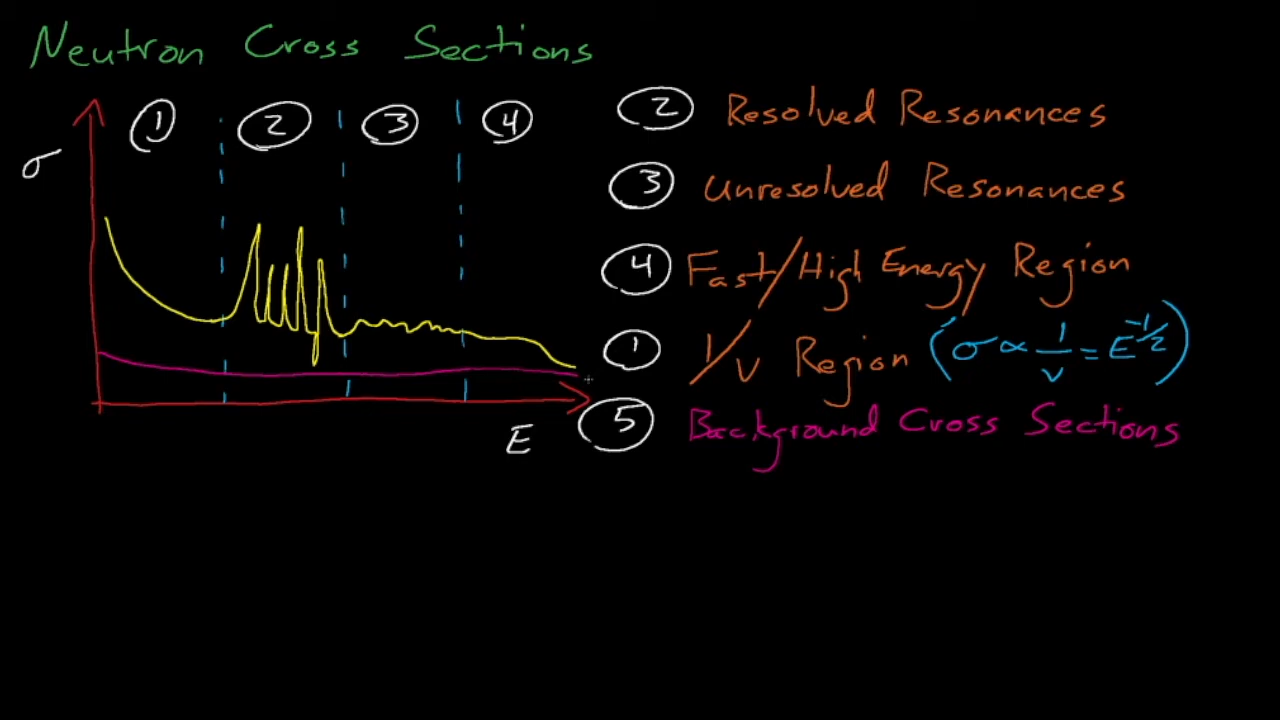 Neutron Cross Sections
① ② ③ ④
σ
E
② Resolved Resonances
③ Unresolved Resonances
④ Fast/High Energy Region
① 1/v Region (σ ∝ 1/v = E^-1/2)
⑤ Background Cross Sections